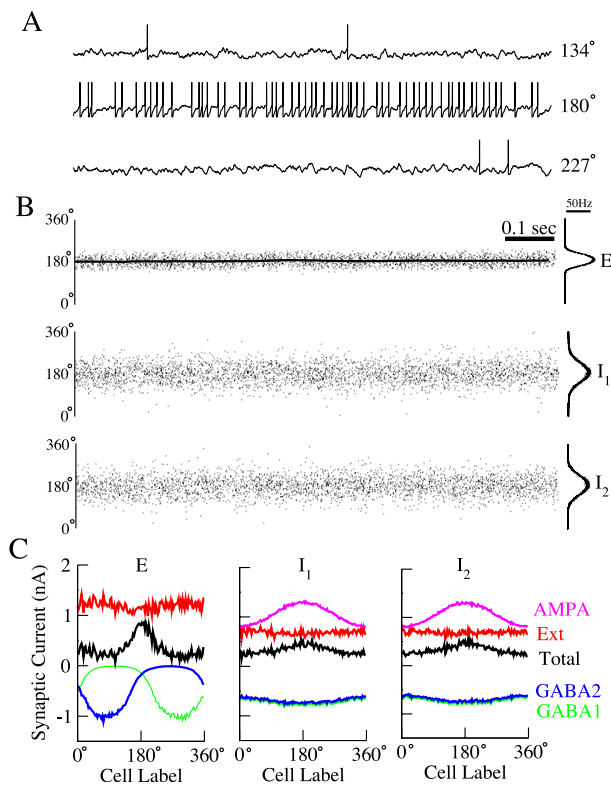 A
134°
180°
227°
B
50Hz
360°
0.1 sec
180°
E
0°
360°
180°
I1
0°
360°
180°
I2
0°
C
E
I1
I2
Synaptic Current (nA)
2
1
0
-1
AMPA
Ext
Total
GABA2
GABA1
0° 180° 360°
0° 180° 360°
0° 180° 360°
Cell Label
Cell Label
Cell Label